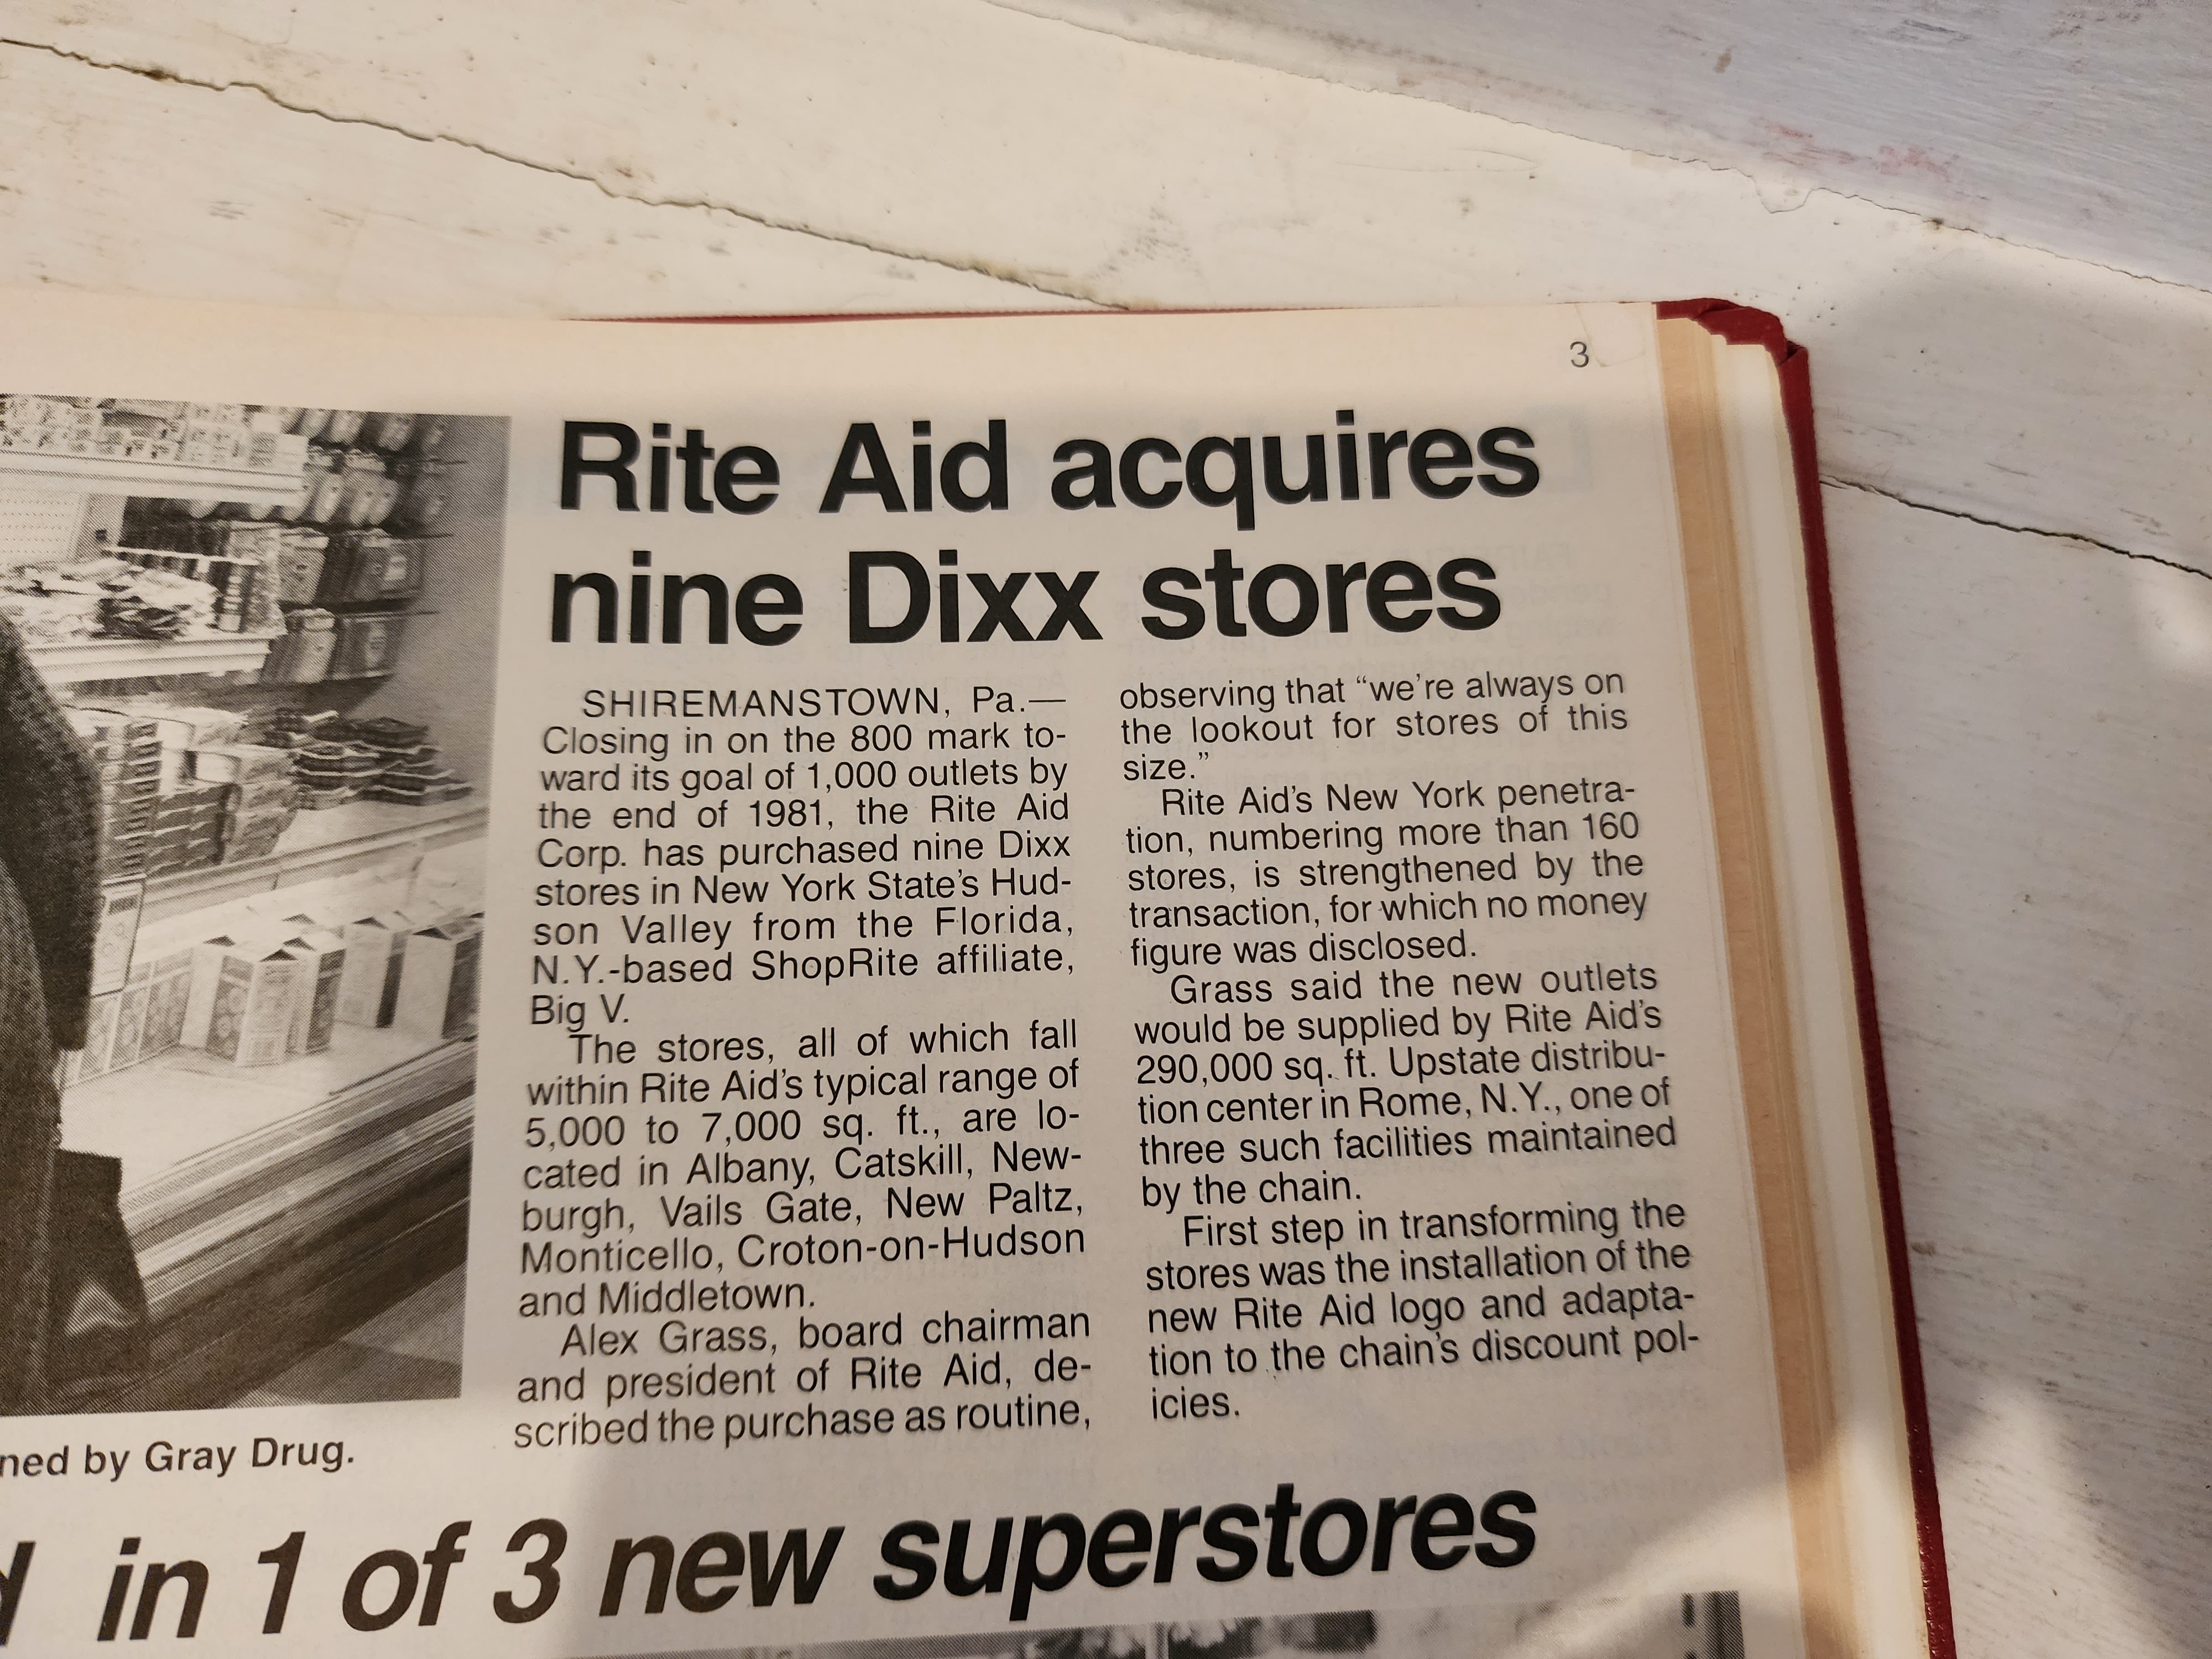 3
Rite Aid acquires
nine Dixx stores
SHIREMANSTOWN, Pa.—
Closing in on the 800 mark to-
ward its goal of 1,000 outlets by
the end of 1981, the Rite Aid
Corp. has purchased nine Dixx
stores in New York State's Hud-
son Valley from the Florida,
N.Y.-based ShopRite affiliate,
Big V.
The stores, all of which fall
within Rite Aid's typical range of
5,000 to 7,000 sq. ft., are lo-
cated in Albany, Catskill, New-
burgh, Vails Gate, New Paltz,
Monticello, Croton-on-Hudson
and Middletown.
Alex Grass, board chairman
and president of Rite Aid, de-
scribed the purchase as routine,
observing that “we're always on
the lookout for stores of this
size.”
Rite Aid's New York penetra-
tion, numbering more than 160
stores, is strengthened by the
transaction, for which no money
figure was disclosed.
Grass said the new outlets
would be supplied by Rite Aid's
290,000 sq. ft. Upstate distribu-
tion center in Rome, N.Y., one of
three such facilities maintained
by the chain.
First step in transforming the
stores was the installation of the
new Rite Aid logo and adapta-
tion to the chain's discount pol-
icies.
ned by Gray Drug.
in 1 of 3 new superstores